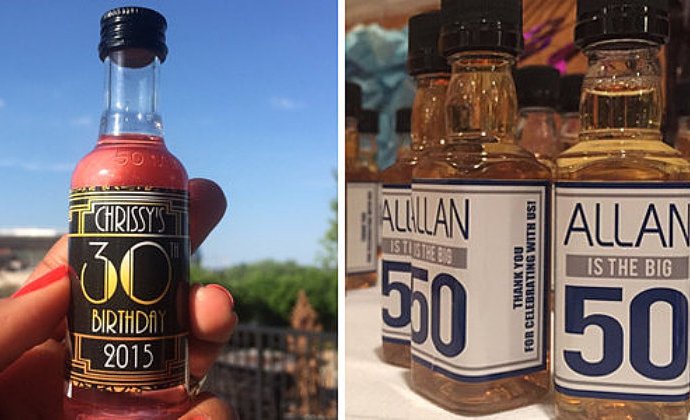 50
CHRISSY'S
30TH
BIRTHDAY
2015
ALLAN
IS THE BIG
50
THANK YOU
FOR CELEBRATING WITH US!
ALLAN
IS THE BIG
50